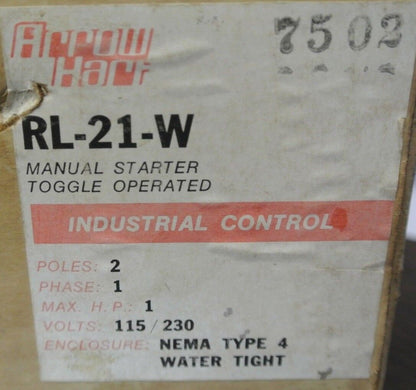 Arrow
Hart
7502
RL-21-W
MANUAL STARTER
TOGGLE OPERATED
INDUSTRIAL CONTROL
POLES: 2
PHASE: 1
MAX. H.P.: 1
VOLTS: 115/230
ENCLOSURE: NEMA TYPE 4
WATER TIGHT